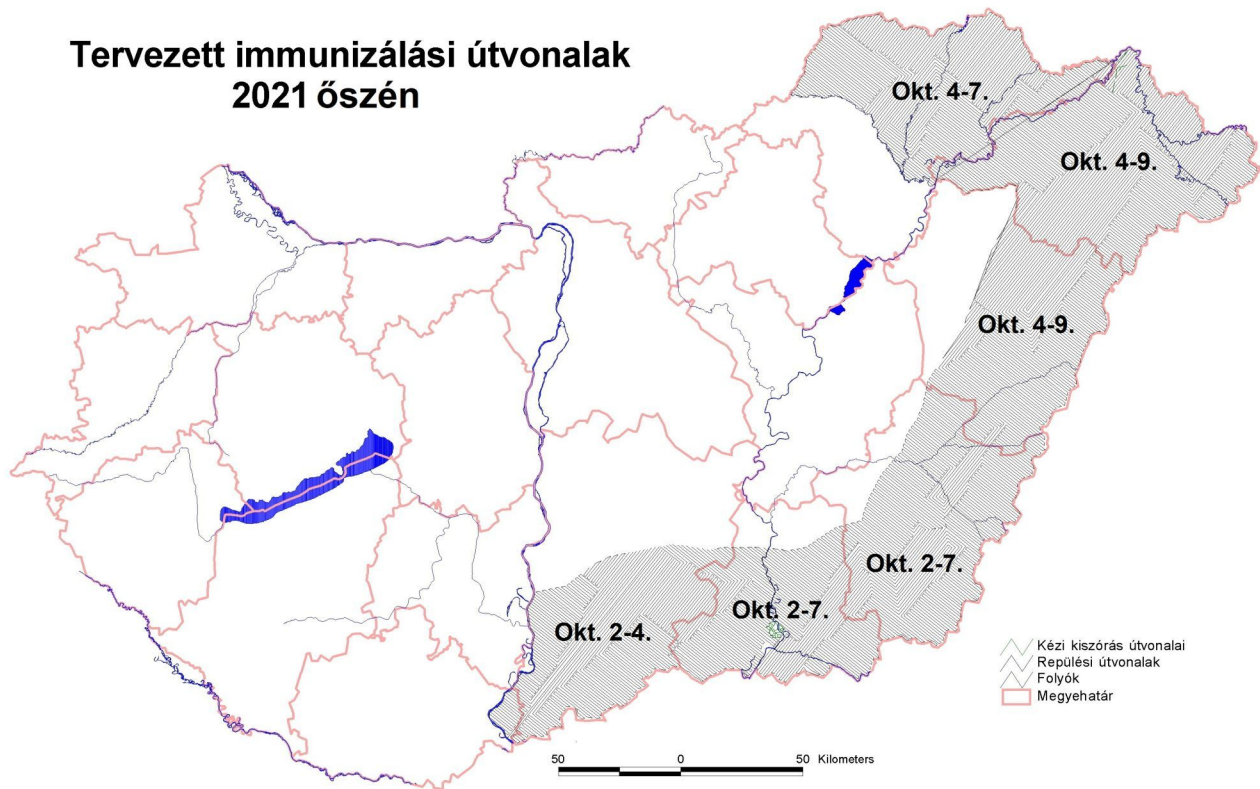 Tervezett immunizálási útvonalak
2021 őszén
Okt. 4-7.
Okt. 4-9.
Okt. 4-9.
Okt. 2-7.
Okt. 2-7.
Okt. 2-4.
Kézi kiszórás útvonalai
Repülési útvonalak
Folyók
Megyehatár
50 0 50 Kilometers